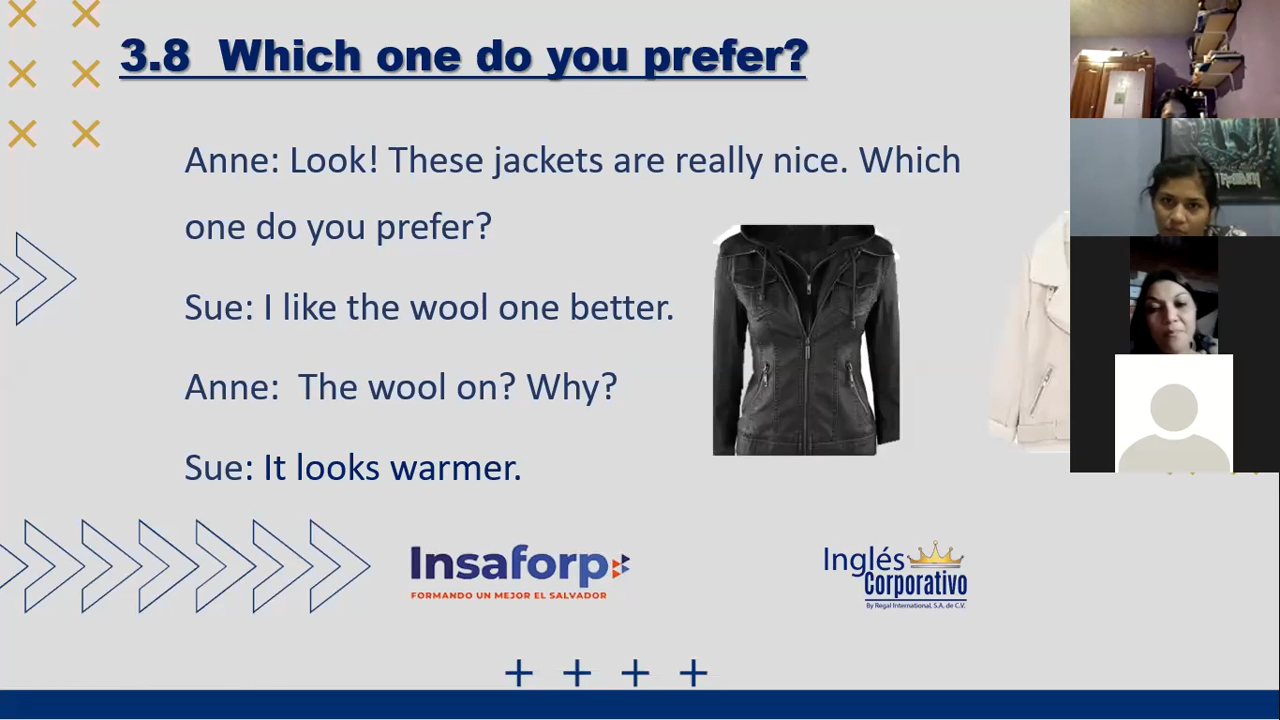 3.8 Which one do you prefer?
Anne: Look! These jackets are really nice. Which
one do you prefer?
Sue: I like the wool one better.
Anne: The wool on? Why?
Sue: It looks warmer.
Insaforp
FORMANDO UN MEJOR EL SALVADOR
Inglés
Corporativo
By Regal International, S.A. de C.V.